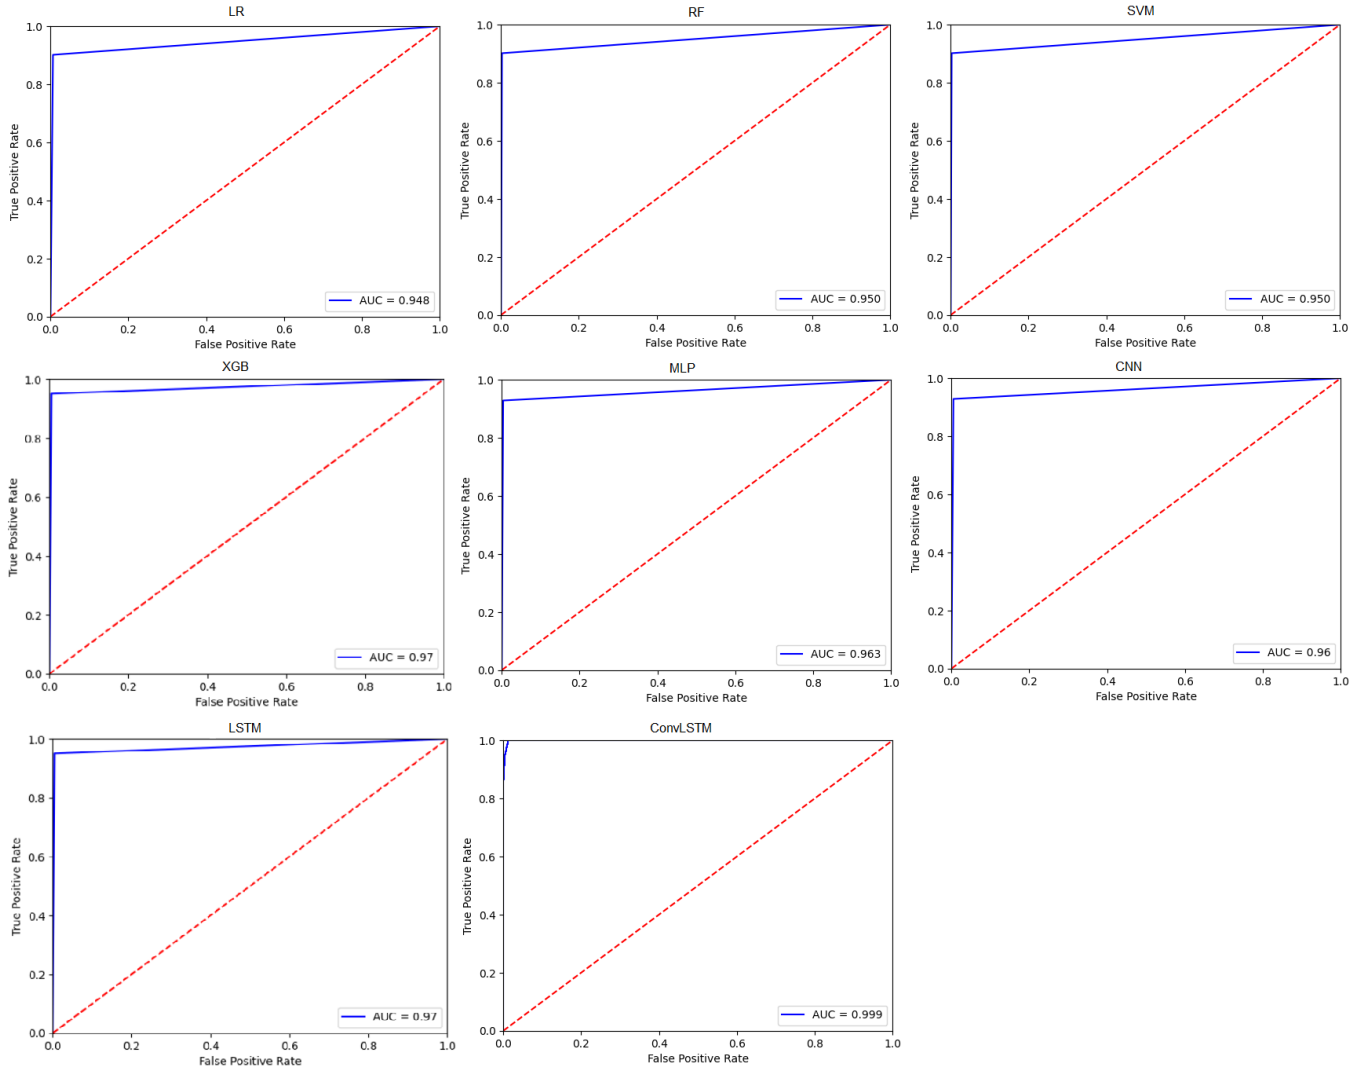 LR
1.0
0.8
0.6
0.4
0.2
0.0
True Positive Rate
AUC = 0.948
0.0 0.2 0.4 0.6 0.8 1.0
False Positive Rate
RF
1.0
0.8
0.6
0.4
0.2
0.0
True Positive Rate
AUC = 0.950
0.0 0.2 0.4 0.6 0.8 1.0
False Positive Rate
SVM
1.0
0.8
0.6
0.4
0.2
0.0
True Positive Rate
AUC = 0.950
0.0 0.2 0.4 0.6 0.8 1.0
False Positive Rate
XGB
1.0
0.8
0.6
0.4
0.2
0.0
True Positive Rate
AUC = 0.97
0.0 0.2 0.4 0.6 0.8 1.0
False Positive Rate
MLP
1.0
0.8
0.6
0.4
0.2
0.0
True Positive Rate
AUC = 0.963
0.0 0.2 0.4 0.6 0.8 1.0
False Positive Rate
CNN
1.0
0.8
0.6
0.4
0.2
0.0
True Positive Rate
AUC = 0.96
0.0 0.2 0.4 0.6 0.8 1.0
False Positive Rate
LSTM
1.0
0.8
0.6
0.4
0.2
0.0
True Positive Rate
AUC = 0.97
0.0 0.2 0.4 0.6 0.8 1.0
False Positive Rate
ConvLSTM
1.0
0.8
0.6
0.4
0.2
0.0
True Positive Rate
AUC = 0.999
0.0 0.2 0.4 0.6 0.8 1.0
False Positive Rate